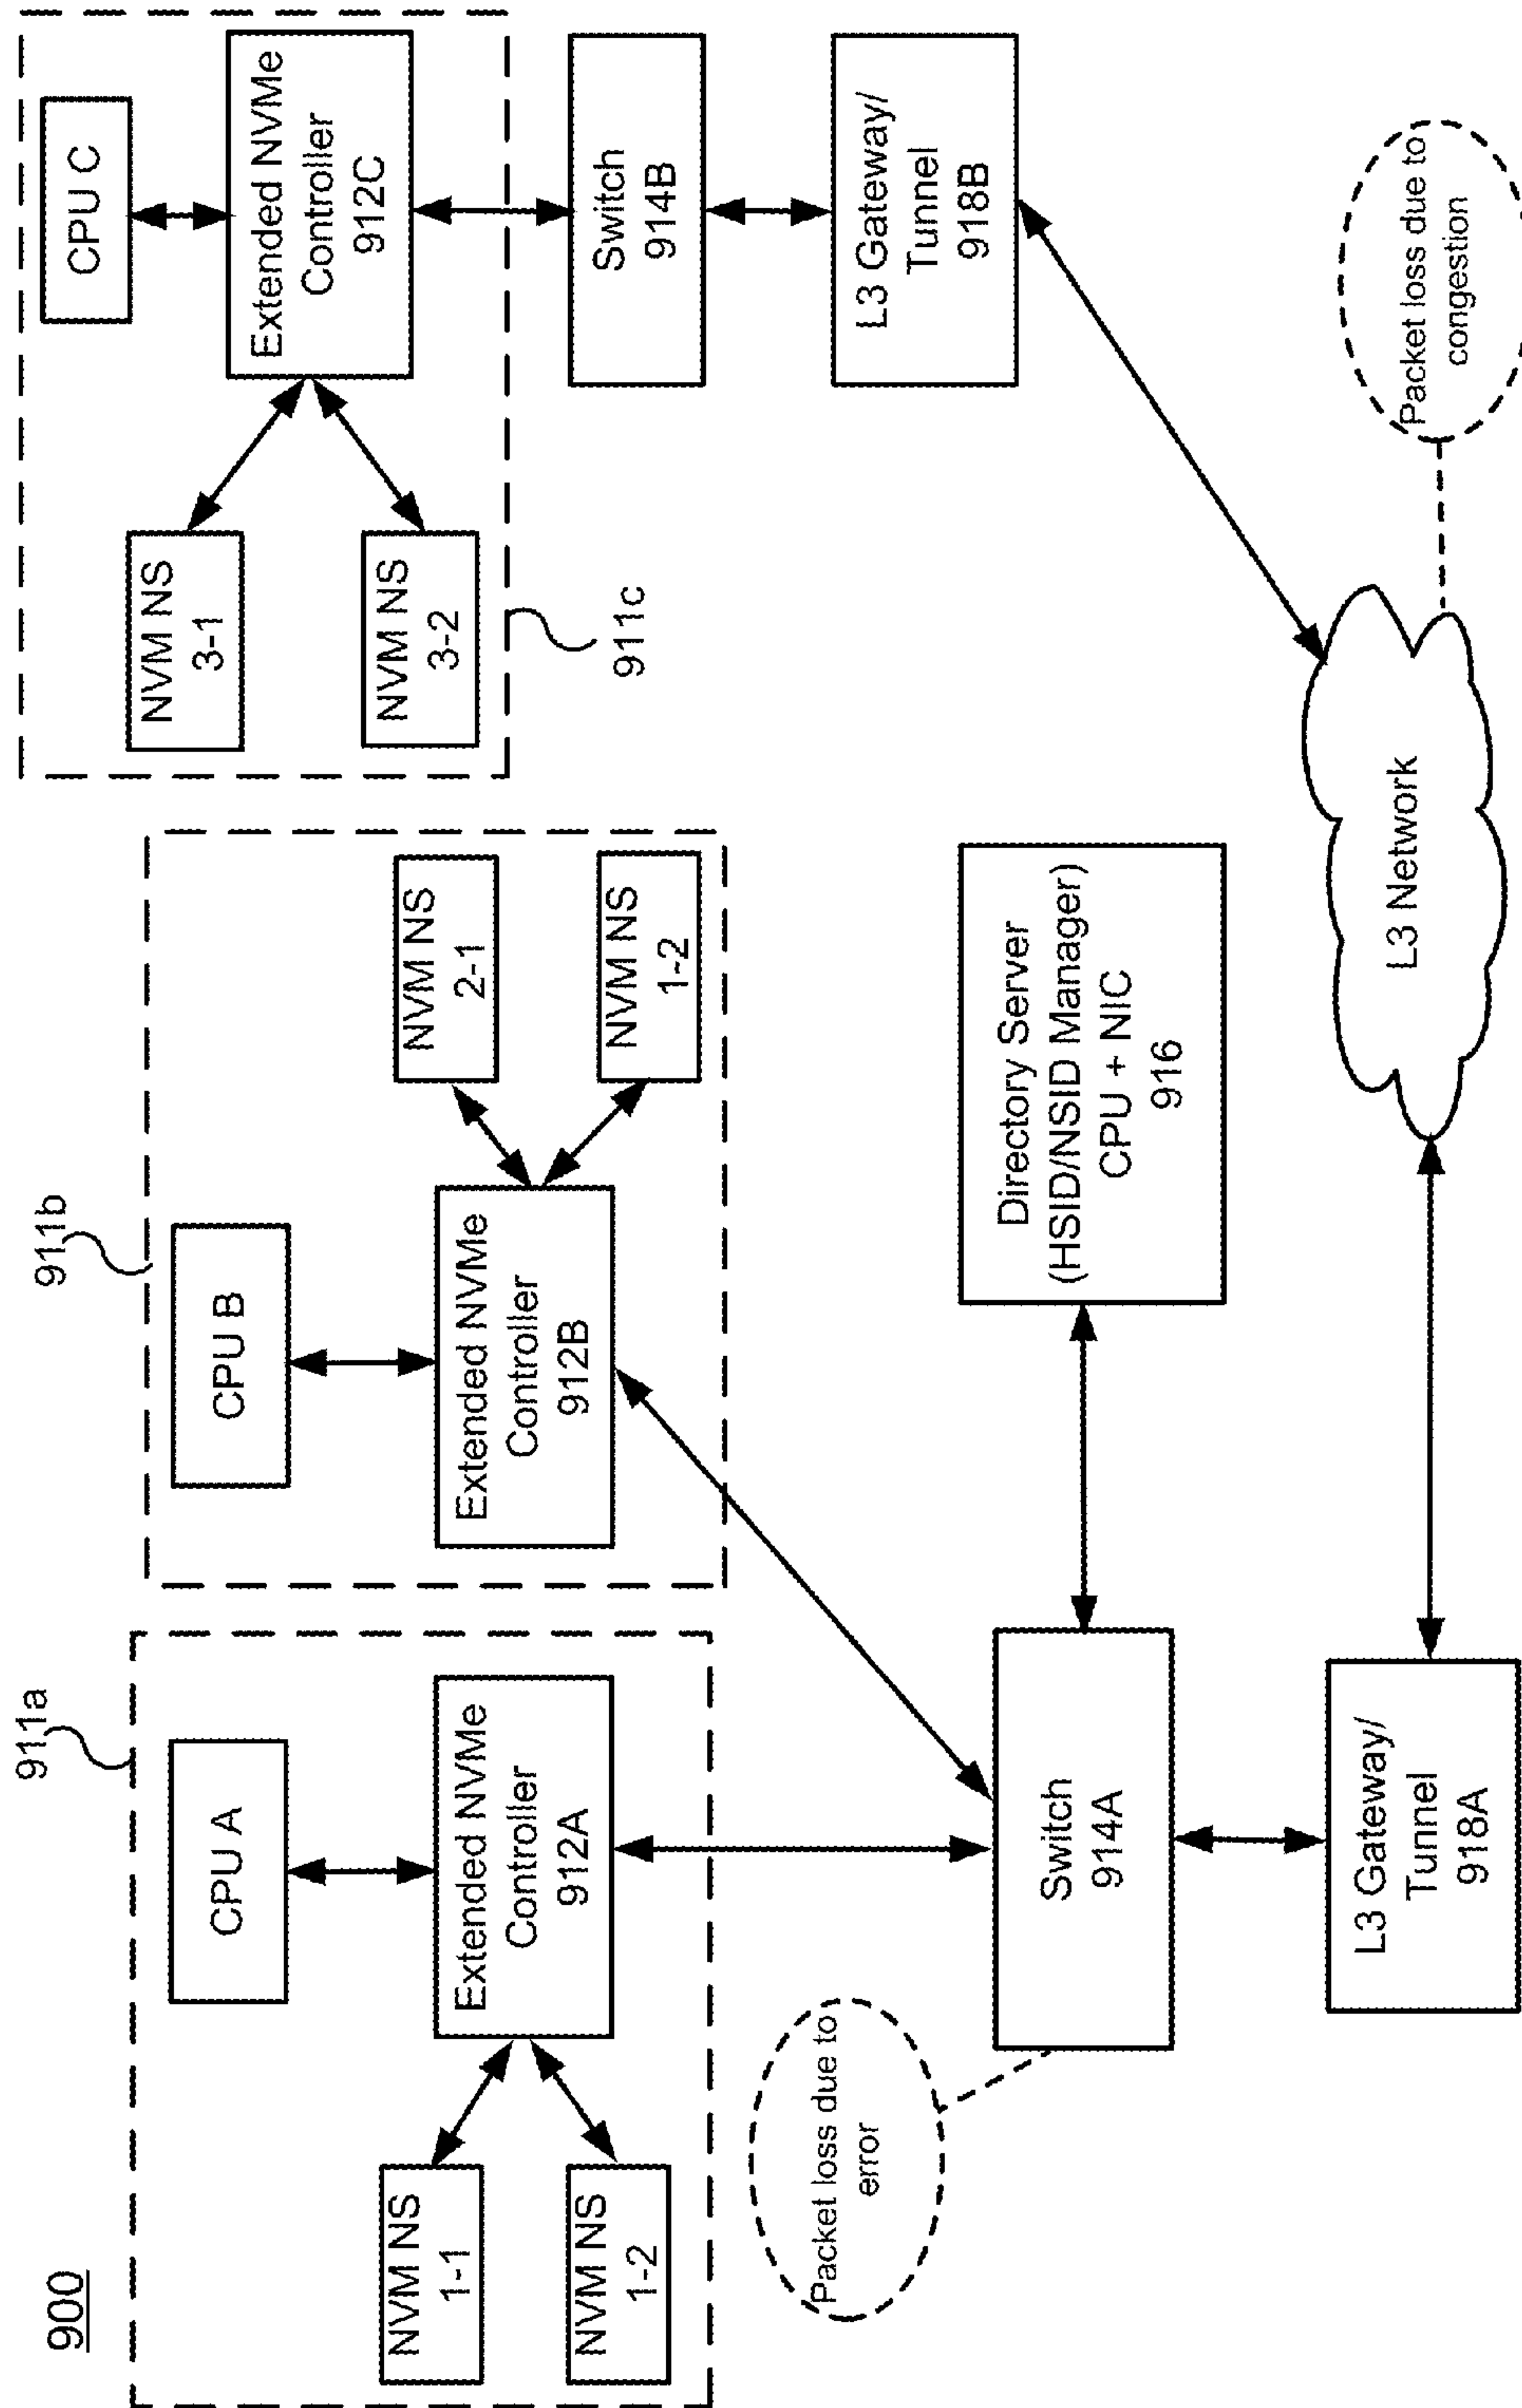 900
911a
CPU A
Extended NVMe
Controller
912A
NVM NS
1-1
NVM NS
1-2
911b
CPU B
Extended NVMe
Controller
912B
NVM NS
2-1
NVM NS
1-2
CPU C
Extended NVMe
Controller
912C
NVM NS
3-1
NVM NS
3-2
911c
Switch
914B
L3 Gateway/
Tunnel
918B
Packet loss due to
error
Switch
914A
Directory Server
(HSID/NSID Manager)
CPU + NIC
916
L3 Gateway/
Tunnel
918A
L3 Network
Packet loss due to
congestion